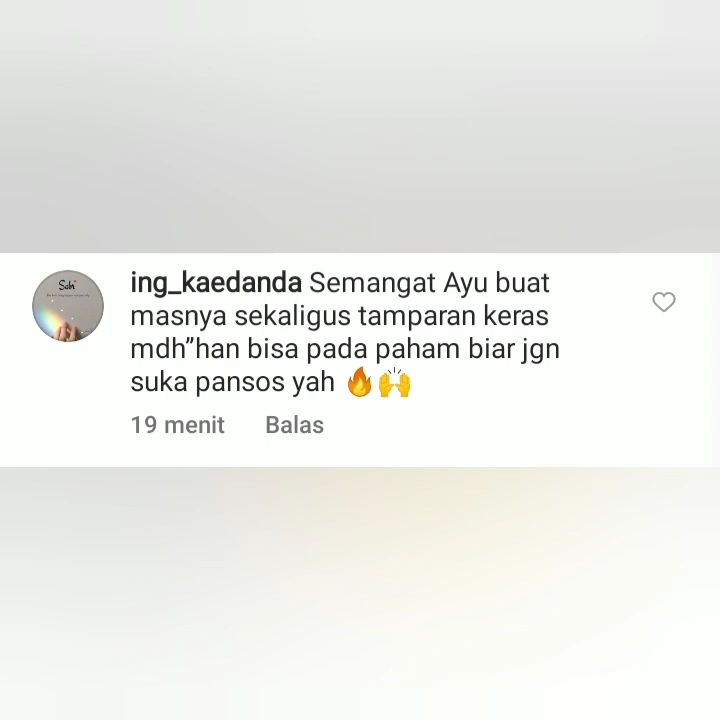 Sabi
ing_kaedanda Semangat Ayu buat
masnya sekaligus tamparan keras
mdh”han bisa pada paham biar jgn
suka pansos yah 🔥🙌
19 menit Balas